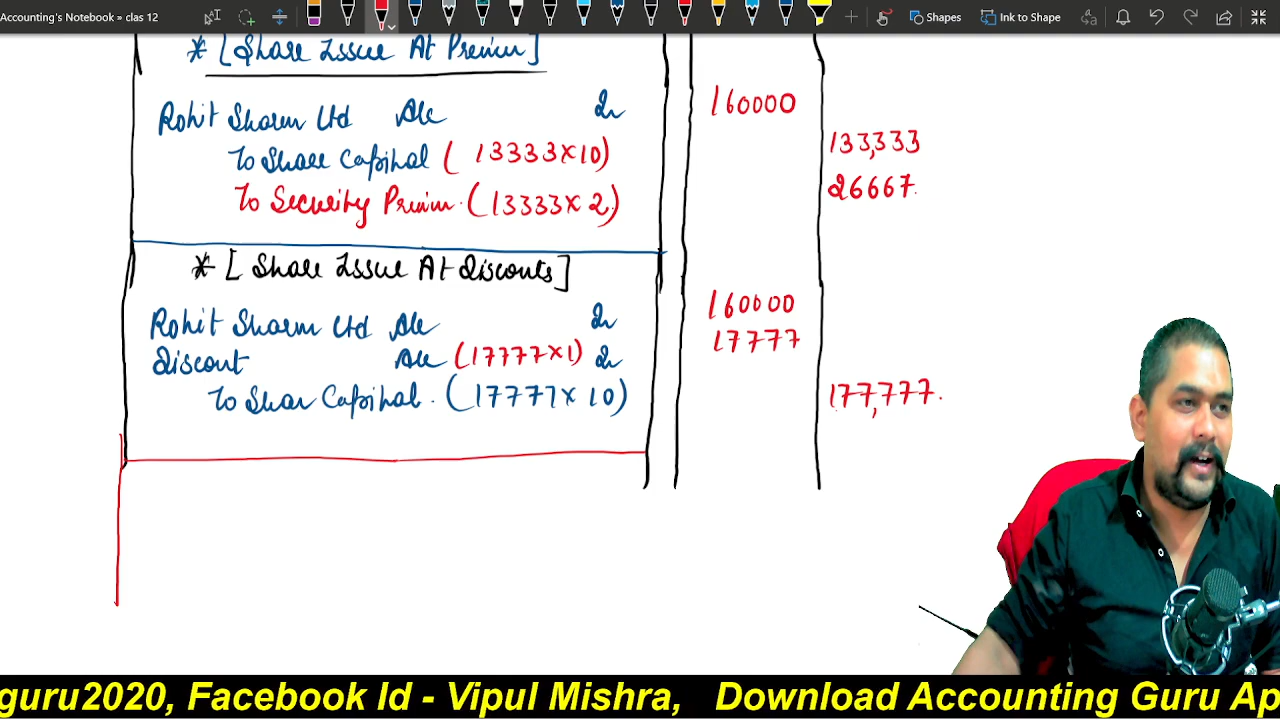 Accounting's Notebook » clas 12
Shapes
Ink to Shape
* [Share Issue At Premium]
Rohit Sharm Ltd A/c Dr 160000
To Share Capital ( 13333×10) 133,333
To Security Premium. (13333×2) 26667.
* [ Share Issue At Discounts]
Rohit Sharm Ltd A/c Dr 160000
Discount A/c (17777×1) Dr 17777
To Shar Capital. (17777× 10) 177,777.
guru2020, Facebook Id - Vipul Mishra, Download Accounting Guru Ap